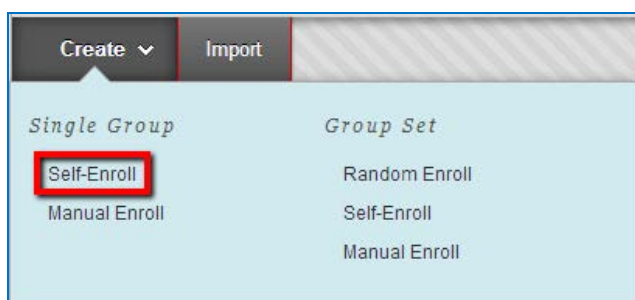 Create Import
Single Group
Self-Enroll
Manual Enroll
Group Set
Random Enroll
Self-Enroll
Manual Enroll